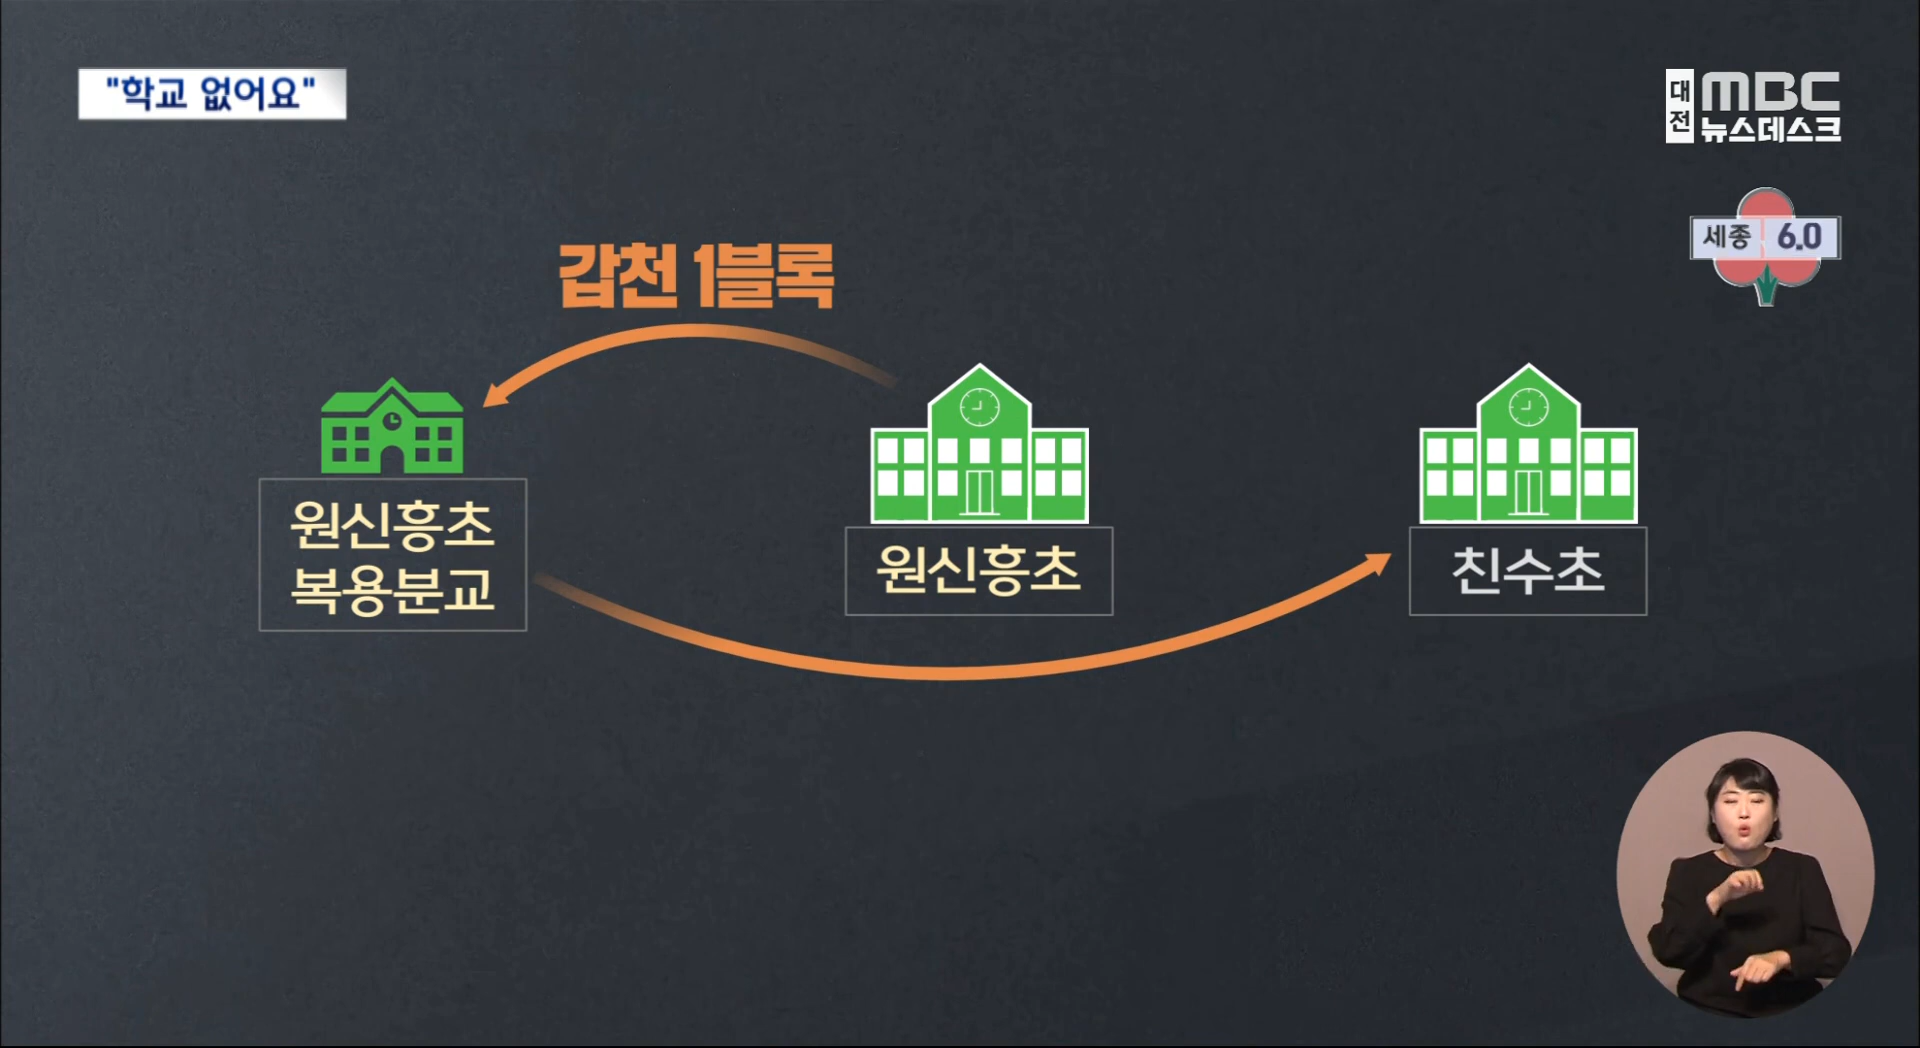 "학교 없어요"
대전
MBC
뉴스데스크
세종 6.0
갑천 1블록
원신흥초
복용분교
원신흥초
친수초